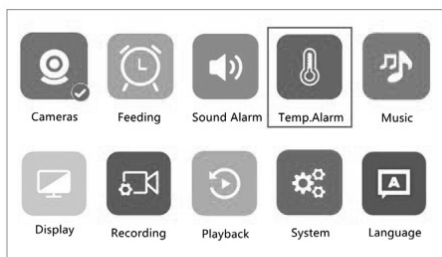 Cameras Feeding Sound Alarm Temp.Alarm Music
A
Display Recording Playback System Language